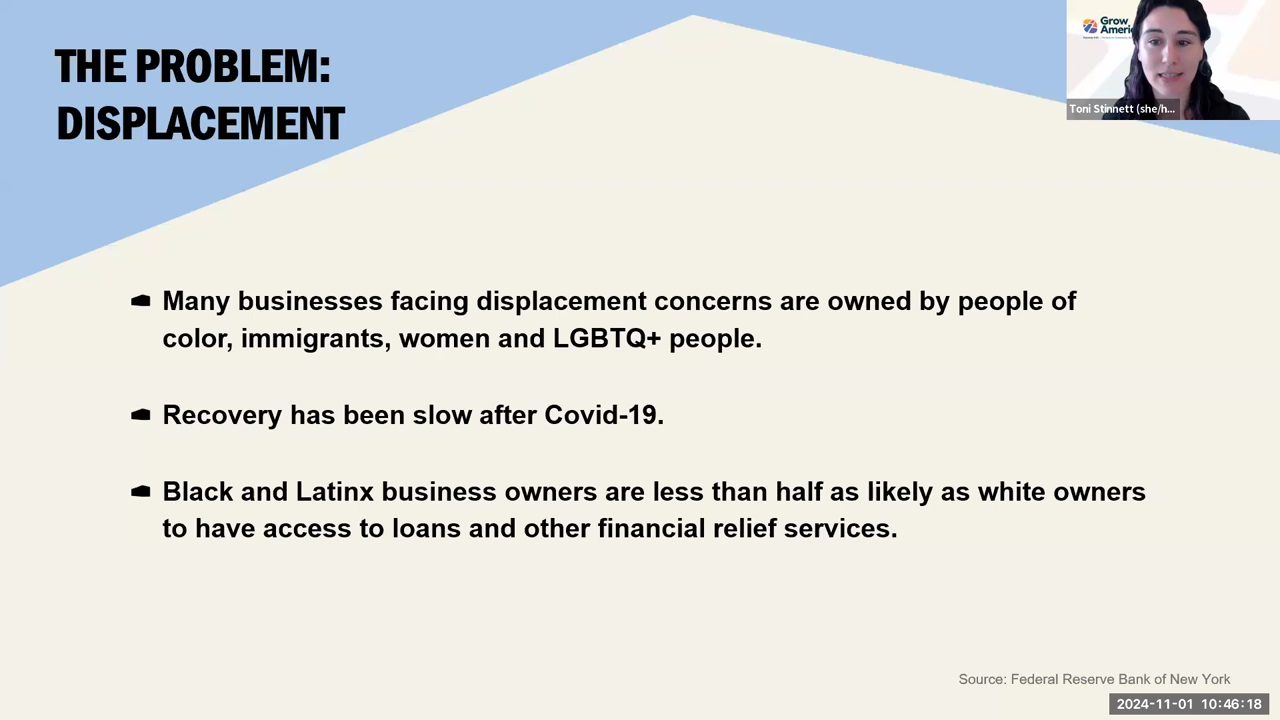 THE PROBLEM:
DISPLACEMENT
Grow
Ameri
Toni Stinnett (she/h...
Many businesses facing displacement concerns are owned by people of
color, immigrants, women and LGBTQ+ people.
Recovery has been slow after Covid-19.
Black and Latinx business owners are less than half as likely as white owners
to have access to loans and other financial relief services.
Source: Federal Reserve Bank of New York
2024-11-01 10:46:18